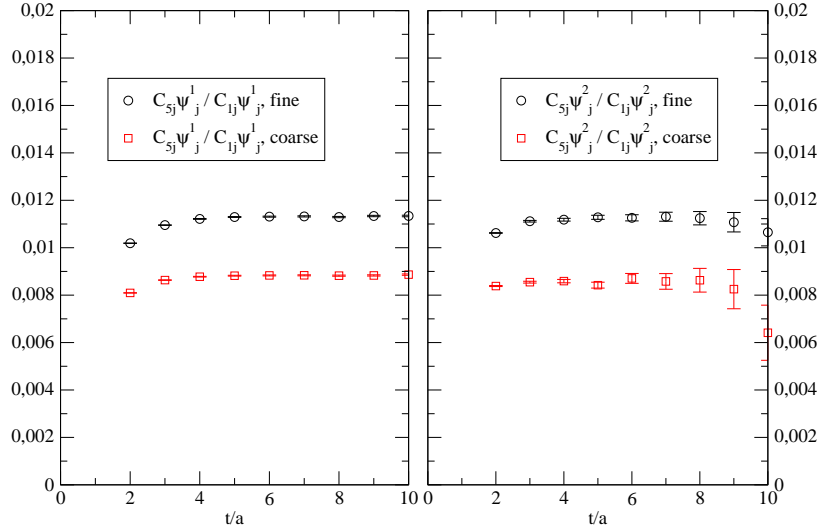 0,02 0,02
0,018 0,018
0,016 0,016
0,014 0,014
0,012 0,012
0,01 0,01
0,008 0,008
0,006 0,006
0,004 0,004
0,002 0,002
0 0
C5jψ1j / C1jψ1j, fine
C5jψ1j / C1jψ1j, coarse
C5jψ2j / C1jψ2j, fine
C5jψ2j / C1jψ2j, coarse
0 2 4 6 8 10
0 2 4 6 8 10
t/a
t/a